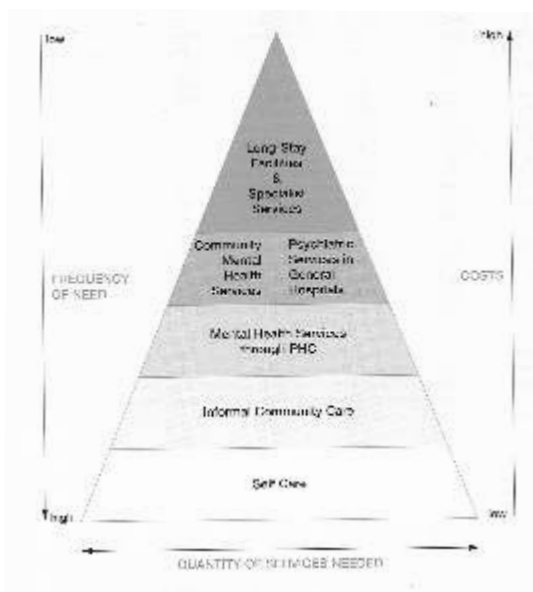 low
high
Long Stay
Facilities
&
Specialist
Services
Community
Mental
Health
Services
Psychiatric
Services in
General
Hospitals
FREQUENCY
OF NEED
COSTS
Mental Health Services
through PHC
Informal Community Care
Self Care
high
low
QUANTITY OF SERVICES NEEDED